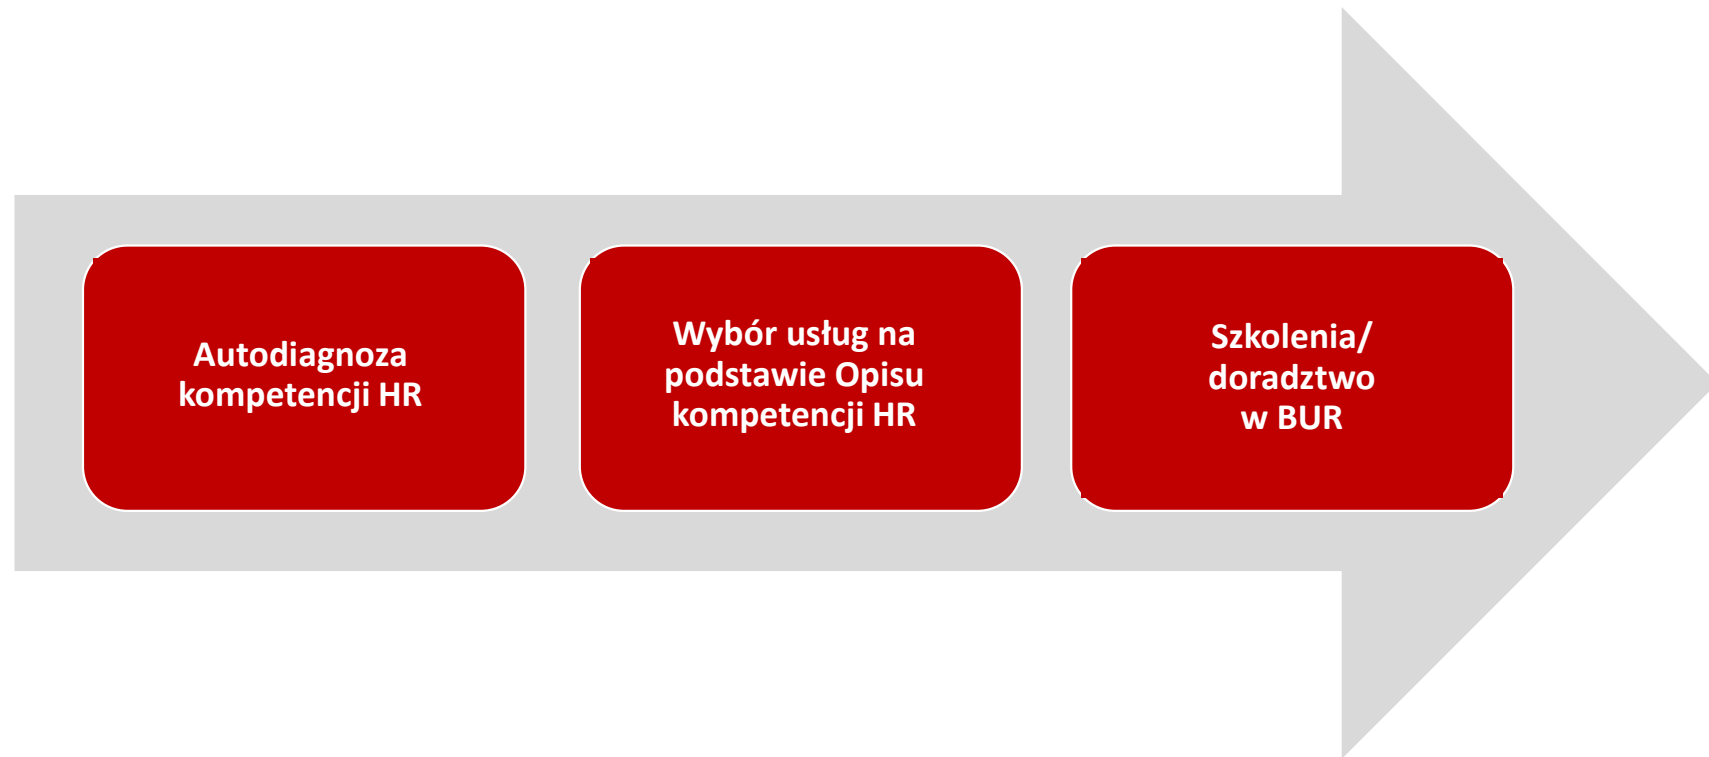 Autodiagnoza
kompetencji HR
Wybór usług na
podstawie Opisu
kompetencji HR
Szkolenia/
doradztwo
w BUR